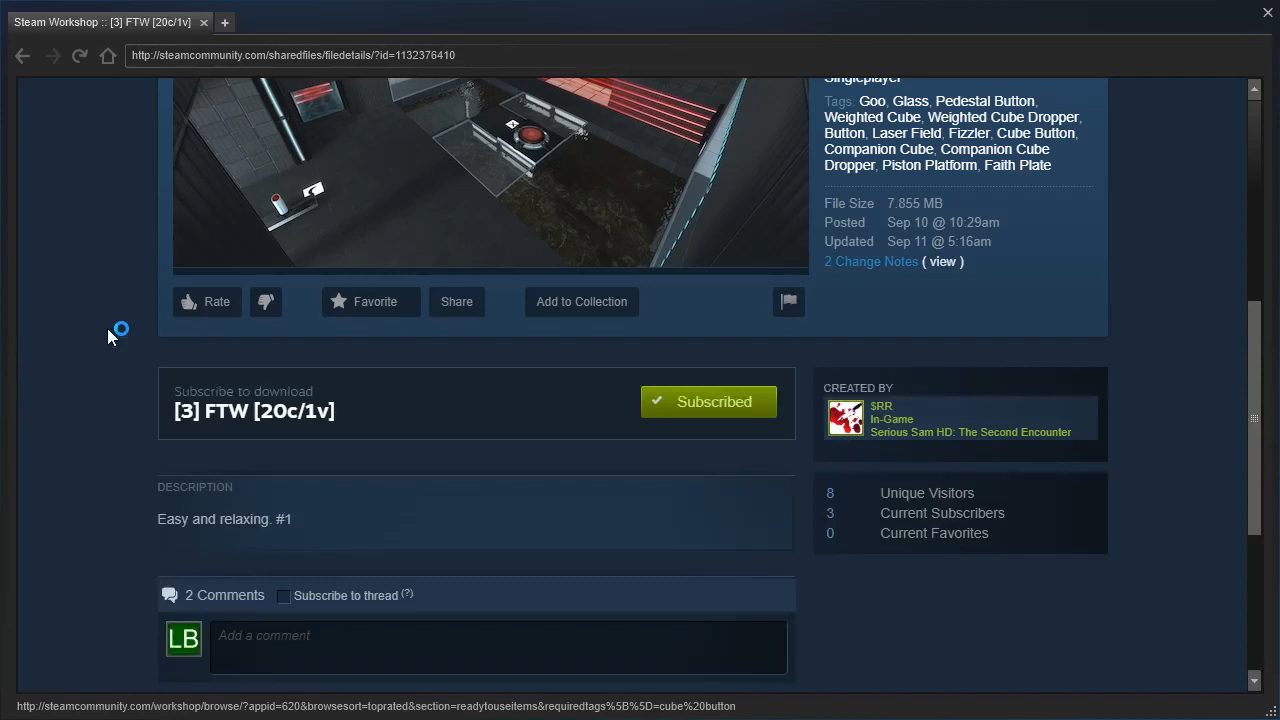 Steam Workshop :: [3] FTW [20c/1v]
http://steamcommunity.com/sharedfiles/filedetails/?id=1132376410
Singleplayer
Tags: Goo, Glass, Pedestal Button,
Weighted Cube, Weighted Cube Dropper,
Button, Laser Field, Fizzler, Cube Button,
Companion Cube, Companion Cube
Dropper, Piston Platform, Faith Plate
File Size 7.855 MB
Posted Sep 10 @ 10:29am
Updated Sep 11 @ 5:16am
2 Change Notes ( view )
Rate
Favorite
Share
Add to Collection
Subscribe to download
[3] FTW [20c/1v]
Subscribed
CREATED BY
$RR
In-Game
Serious Sam HD: The Second Encounter
8 Unique Visitors
3 Current Subscribers
0 Current Favorites
DESCRIPTION
Easy and relaxing. #1
2 Comments Subscribe to thread (?)
LB
Add a comment
http://steamcommunity.com/workshop/browse/?appid=620&browsesort=toprated&section=readytouseitems&requiredtags%5B%5D=cube%20button